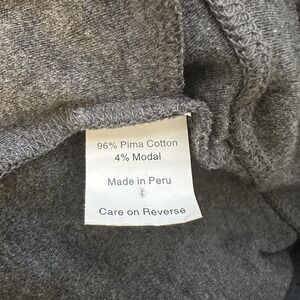 96% Pima Cotton
4% Modal
Made in Peru
Care on Reverse